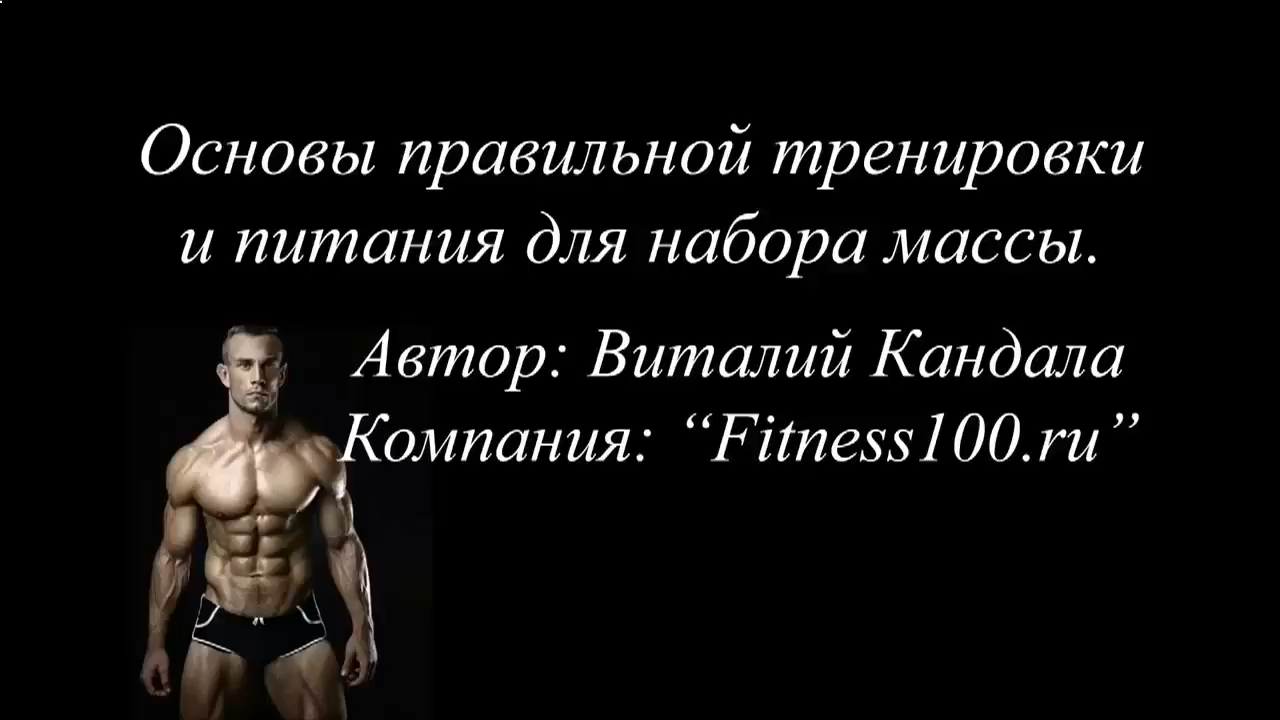 Основы правильной тренировки
и питания для набора массы.
Автор: Виталий Кандала
Компания: “Fitness100.ru”